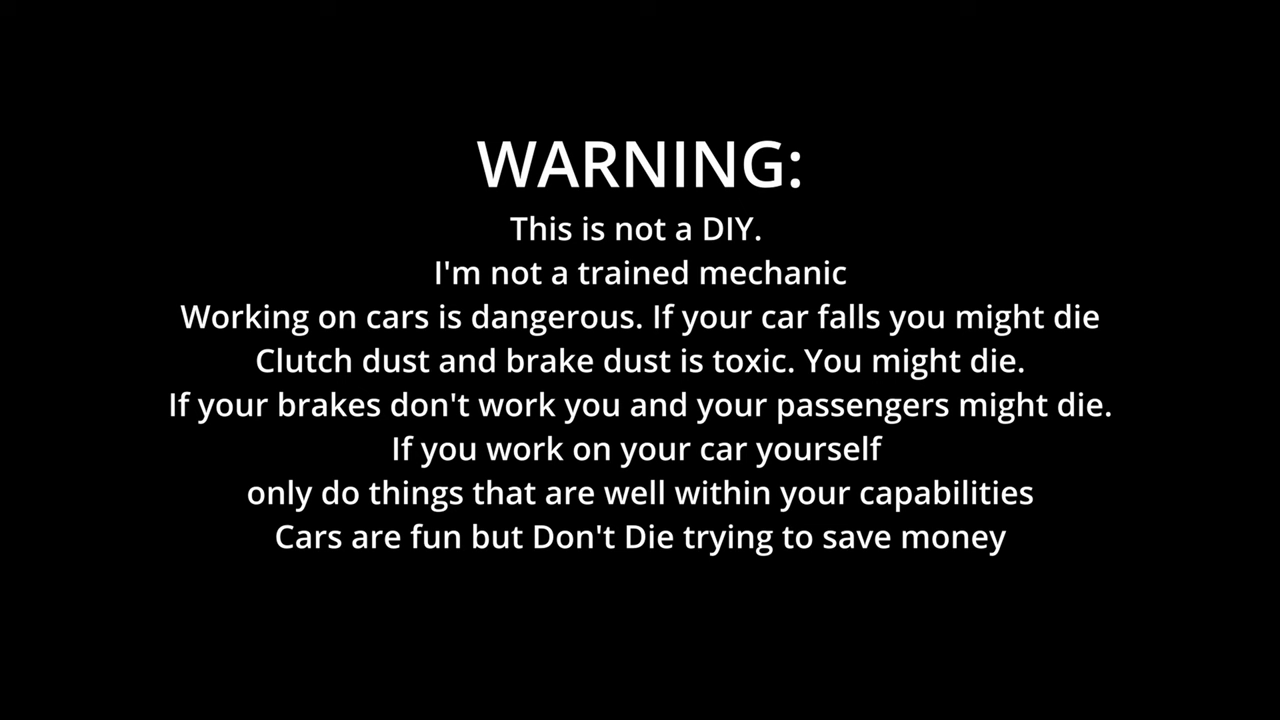 WARNING:
This is not a DIY.
I'm not a trained mechanic
Working on cars is dangerous. If your car falls you might die
Clutch dust and brake dust is toxic. You might die.
If your brakes don't work you and your passengers might die.
If you work on your car yourself
only do things that are well within your capabilities
Cars are fun but Don't Die trying to save money